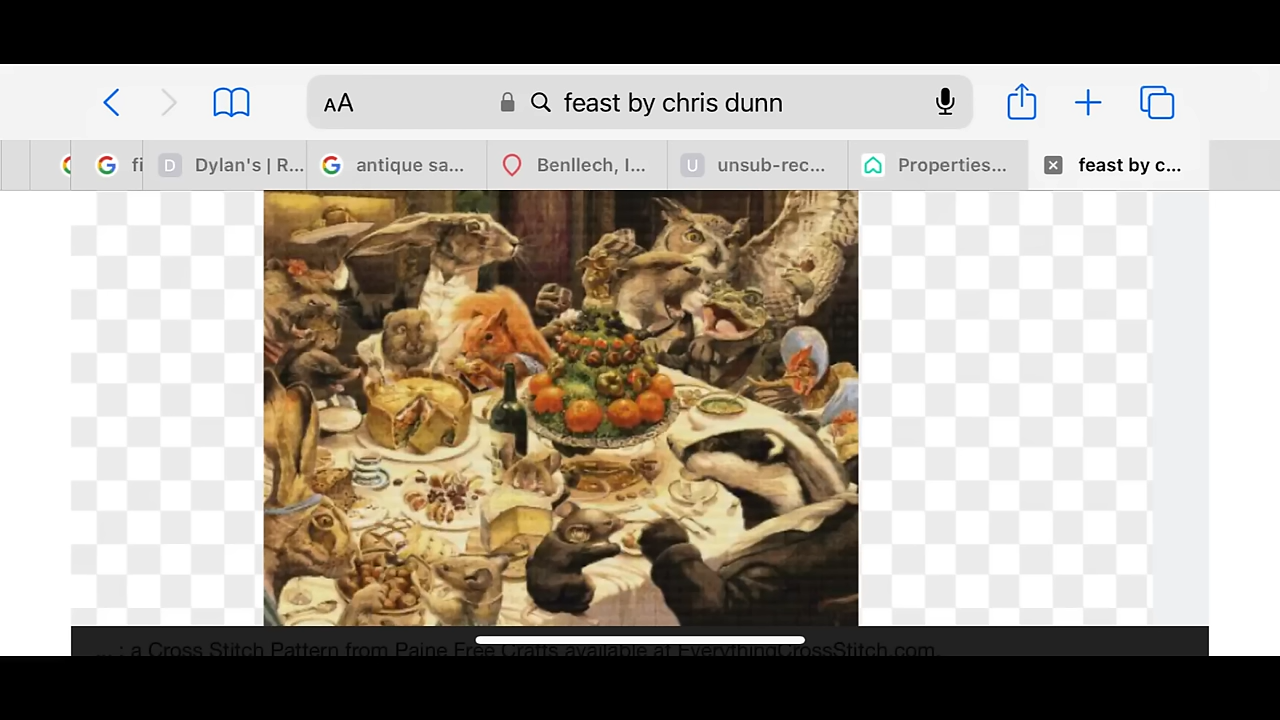 AA feast by chris dunn
fi D Dylan's | R... antique sa... Benllech, I... U unsub-rec... Properties... feast by c...
... : a Cross Stitch Pattern from Paine Free Crafts available at EverythingCrossStitch.com.